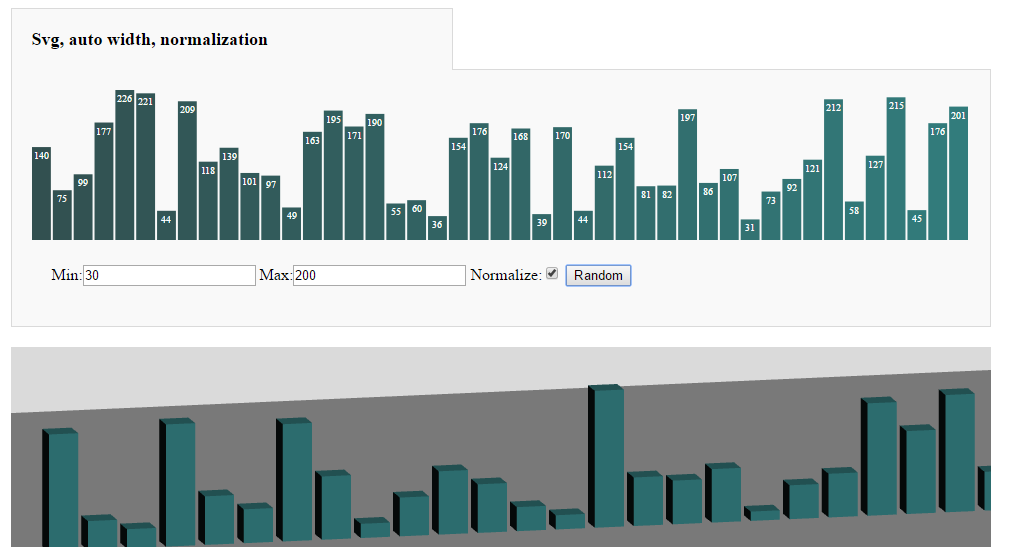 Svg, auto width, normalization
140 75 99 177 226 221 44 209 118 139 101 97 49 163 195 171 190 55 60 36 154 176 124 168 39 170 44 112 154 81 82 197 86 107 31 73 92 121 212 58 127 215 45 176 201
Min: 30 Max: 200 Normalize: Random